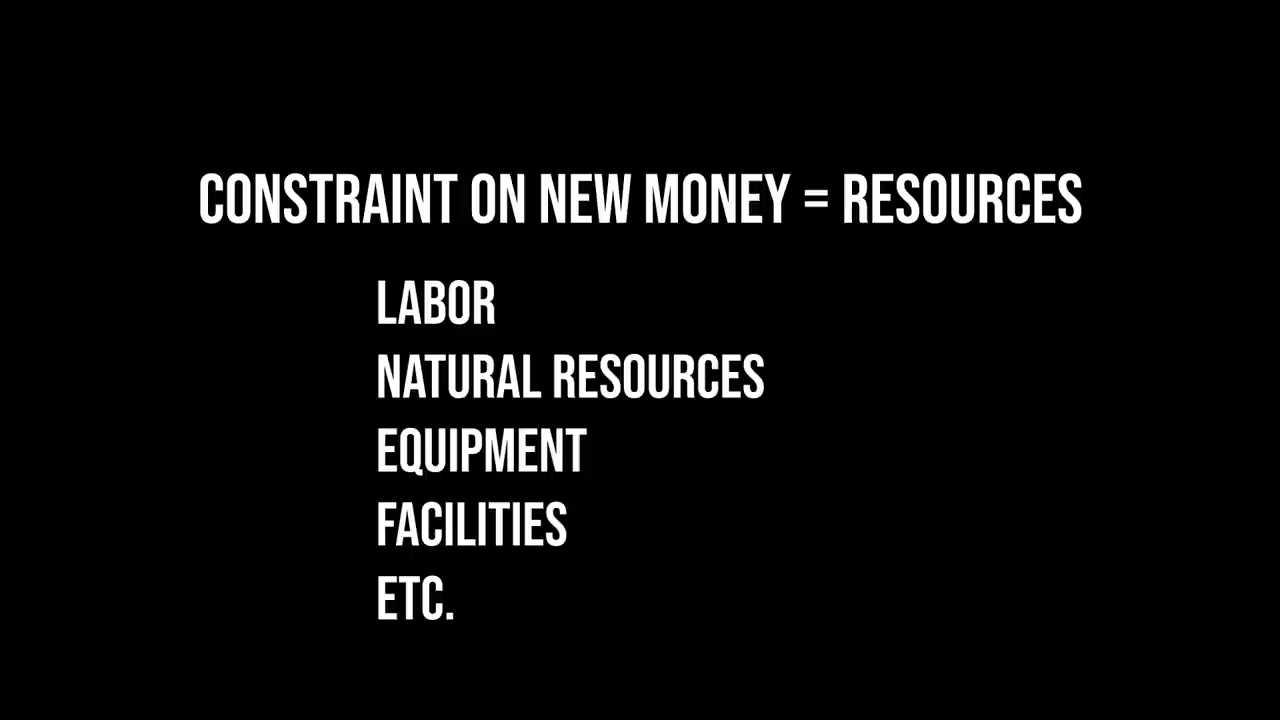 CONSTRAINT ON NEW MONEY = RESOURCES
LABOR
NATURAL RESOURCES
EQUIPMENT
FACILITIES
ETC.